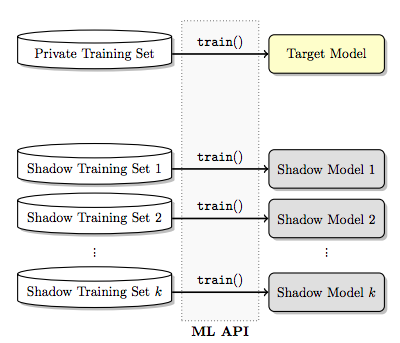 Private Training Set train() Target Model
Shadow Training Set 1 train() Shadow Model 1
Shadow Training Set 2 train() Shadow Model 2
⋮ ⋮
Shadow Training Set k train() Shadow Model k
ML API